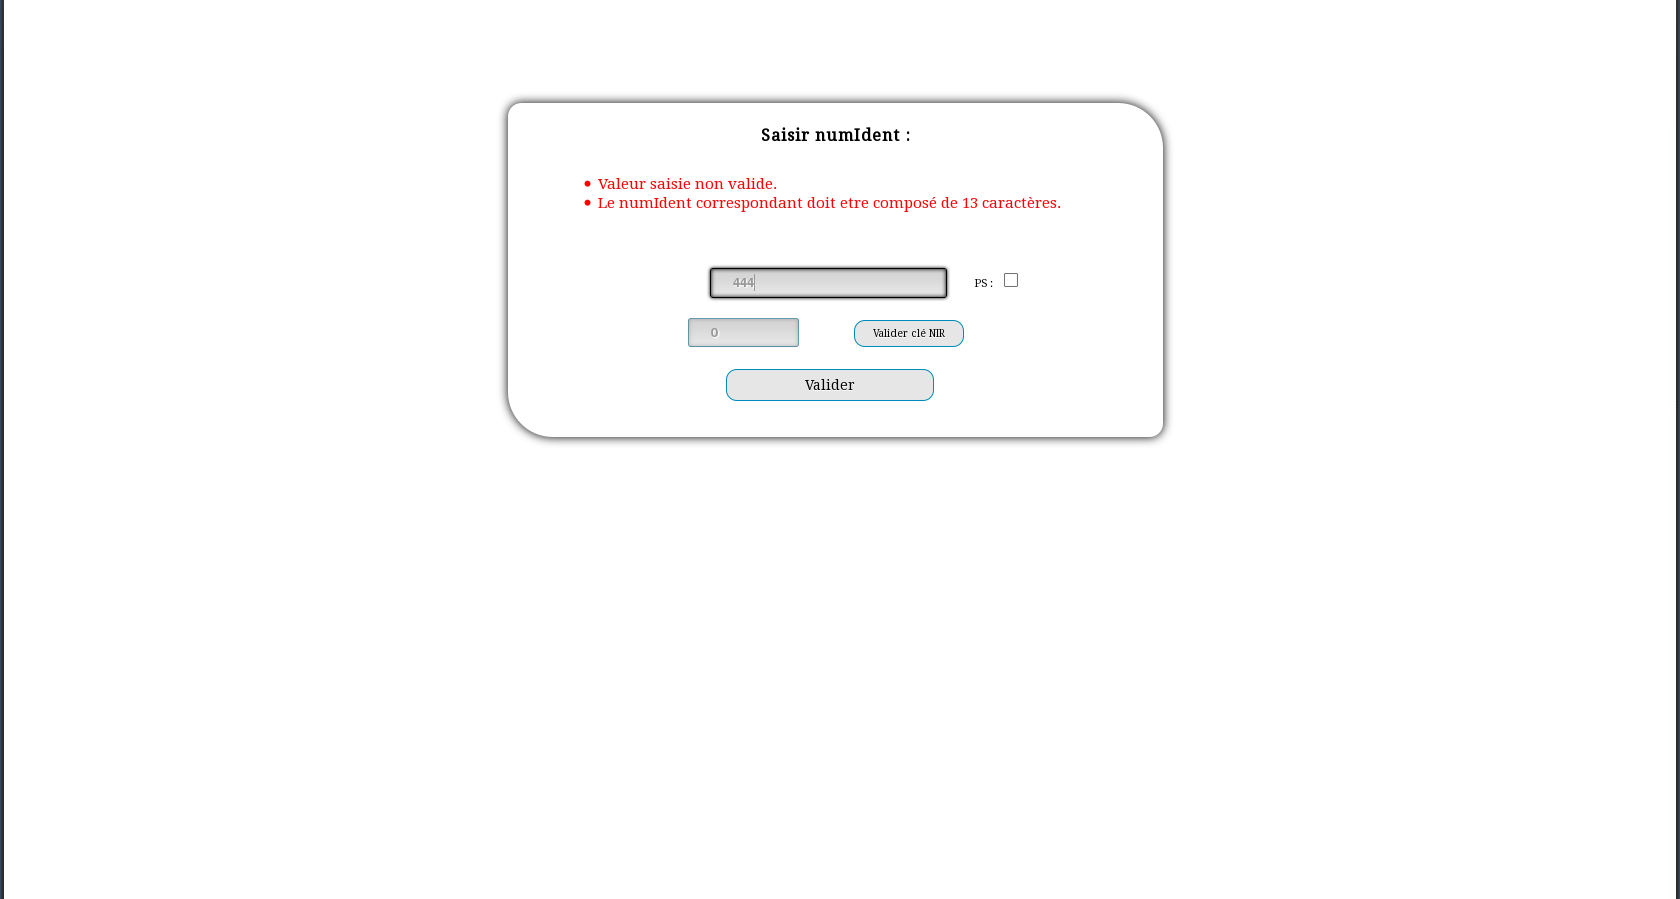 Saisir numIdent :
• Valeur saisie non valide.
• Le numIdent correspondant doit etre composé de 13 caractères.
444
PS :
0
Valider clé NIR
Valider